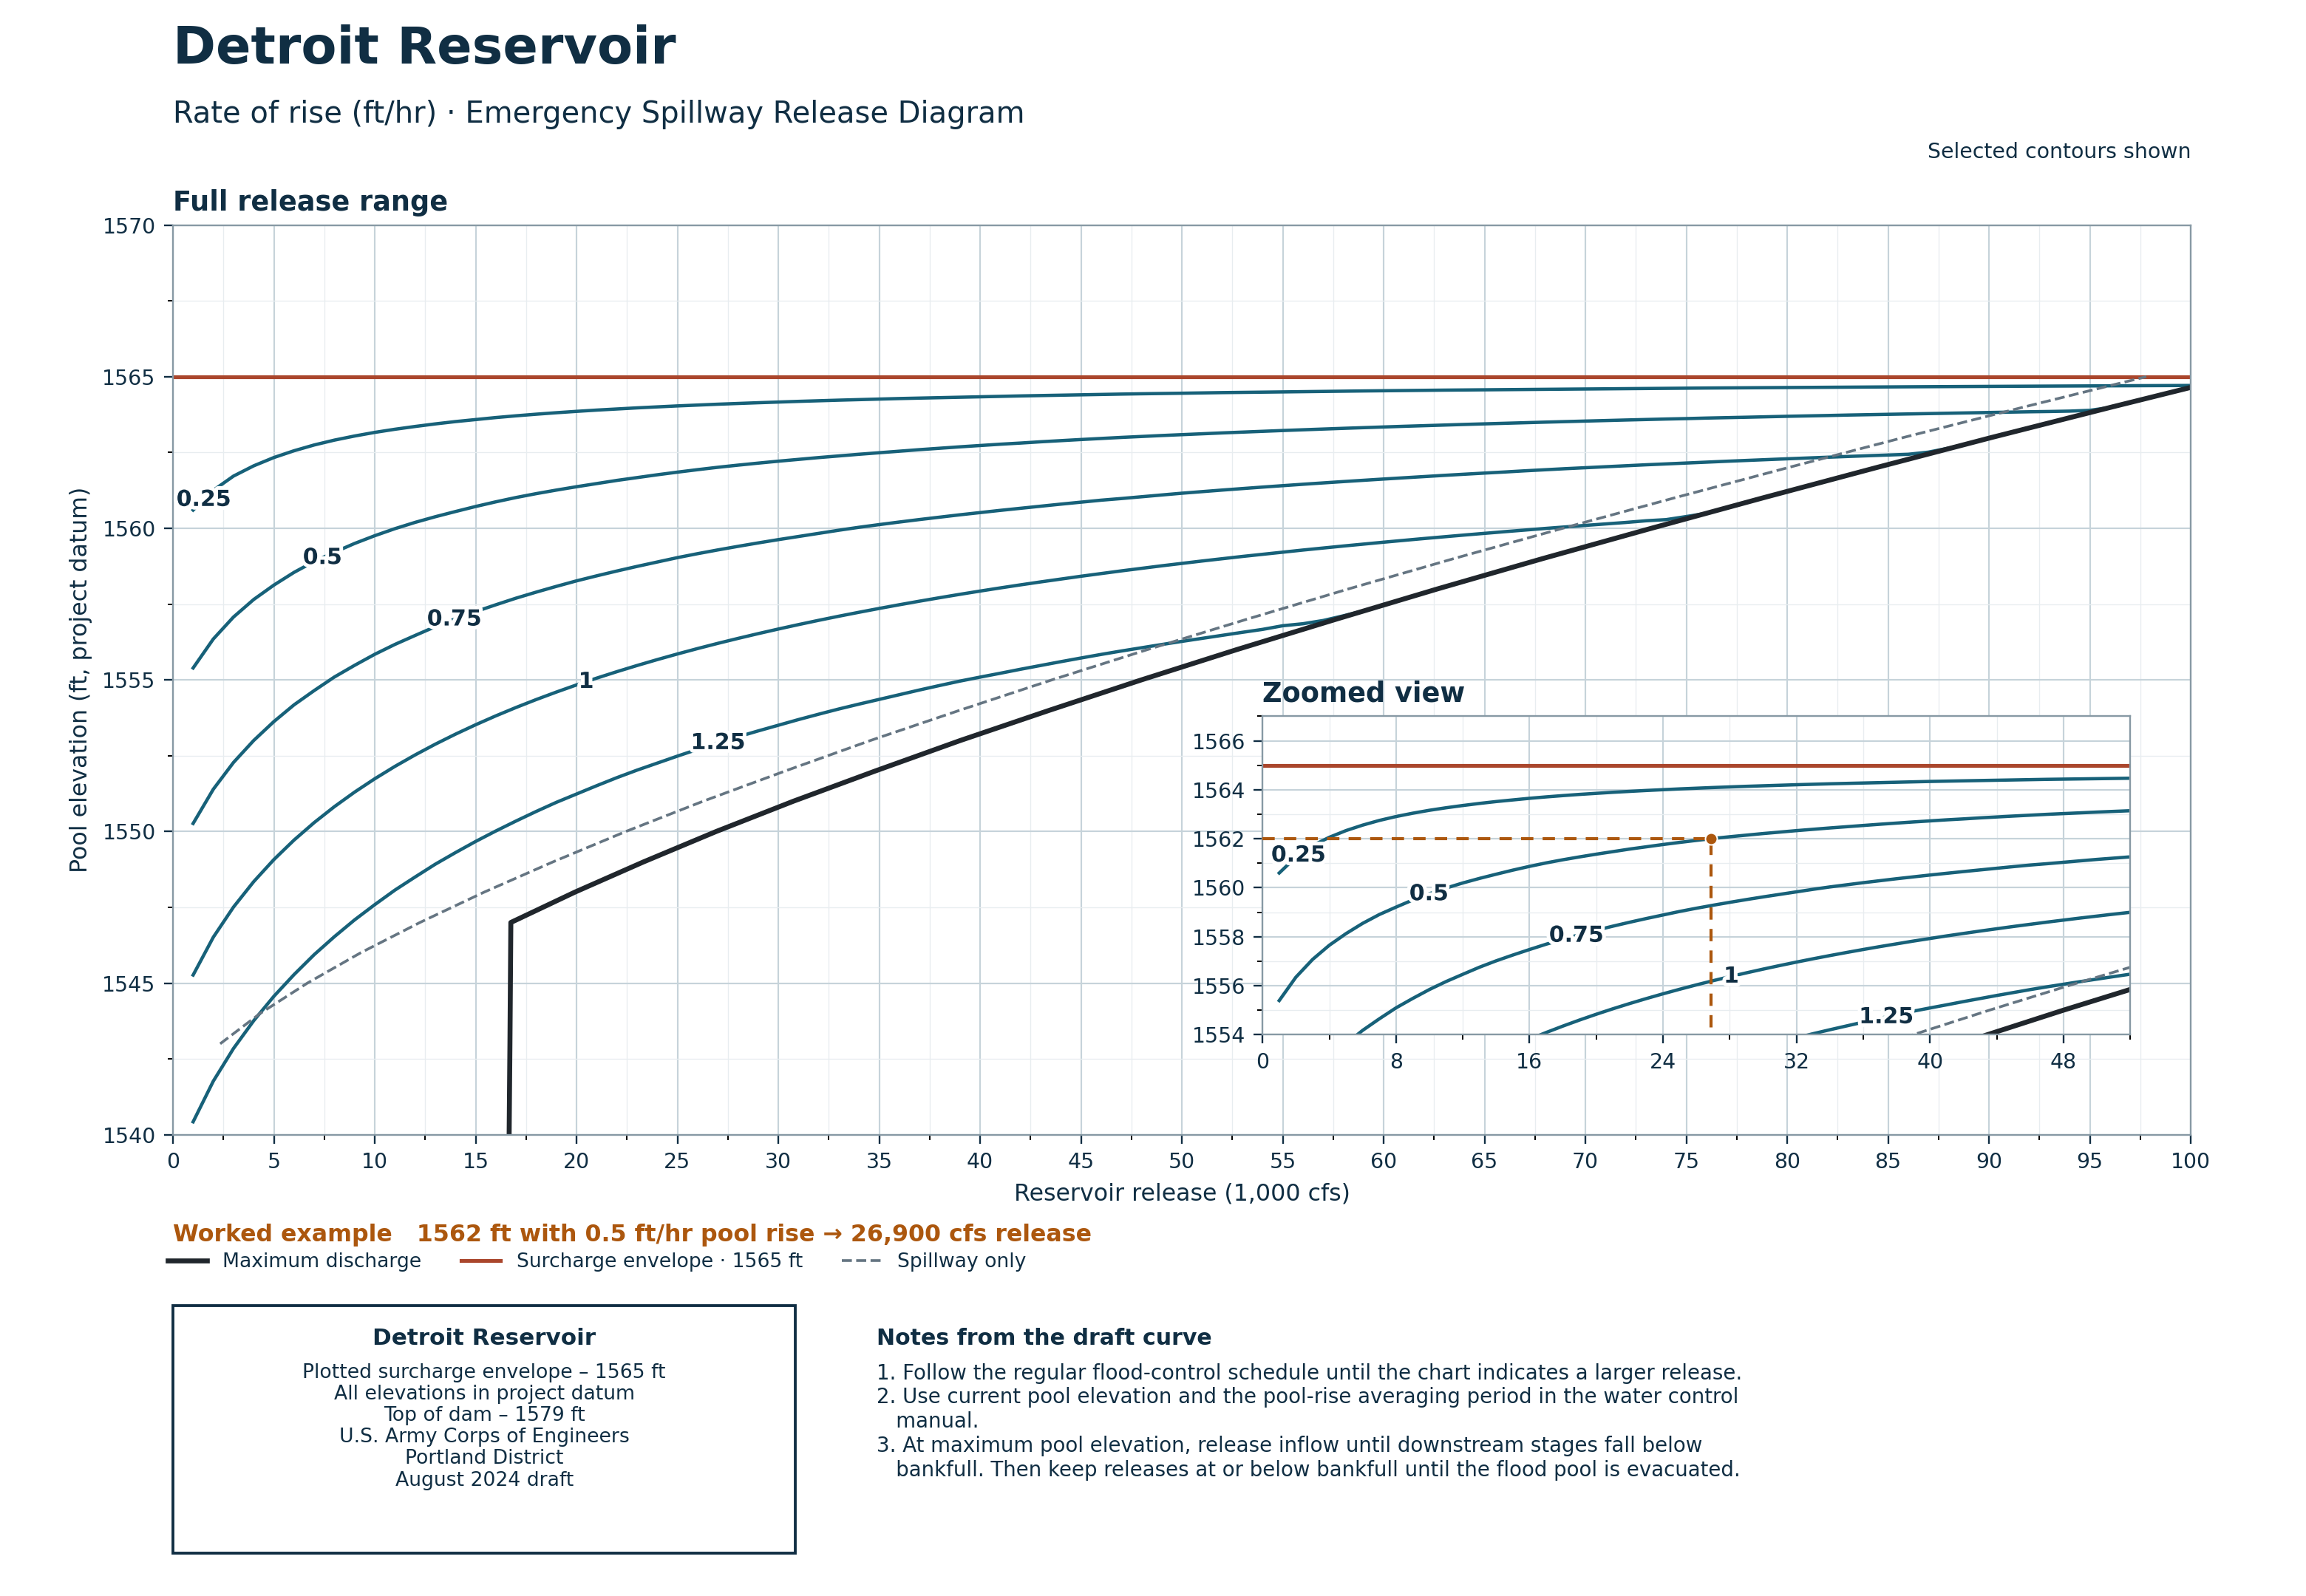 Detroit Reservoir
Rate of rise (ft/hr) · Emergency Spillway Release Diagram
Selected contours shown
Full release range
Pool elevation (ft, project datum)
1570
1565
1560
1555
1550
1545
1540
0.25
0.5
0.75
1
1.25
Zoomed view
1566
1564
1562
1560
1558
1556
1554
0.25
0.5
0.75
1
1.25
0 8 16 24 32 40 48
0 5 10 15 20 25 30 35 40 45 50 55 60 65 70 75 80 85 90 95 100
Reservoir release (1,000 cfs)
Worked example 1562 ft with 0.5 ft/hr pool rise → 26,900 cfs release
Maximum discharge Surcharge envelope · 1565 ft Spillway only
Detroit Reservoir
Plotted surcharge envelope – 1565 ft
All elevations in project datum
Top of dam – 1579 ft
U.S. Army Corps of Engineers
Portland District
August 2024 draft
Notes from the draft curve
1. Follow the regular flood-control schedule until the chart indicates a larger release.
2. Use current pool elevation and the pool-rise averaging period in the water control
manual.
3. At maximum pool elevation, release inflow until downstream stages fall below
bankfull. Then keep releases at or below bankfull until the flood pool is evacuated.